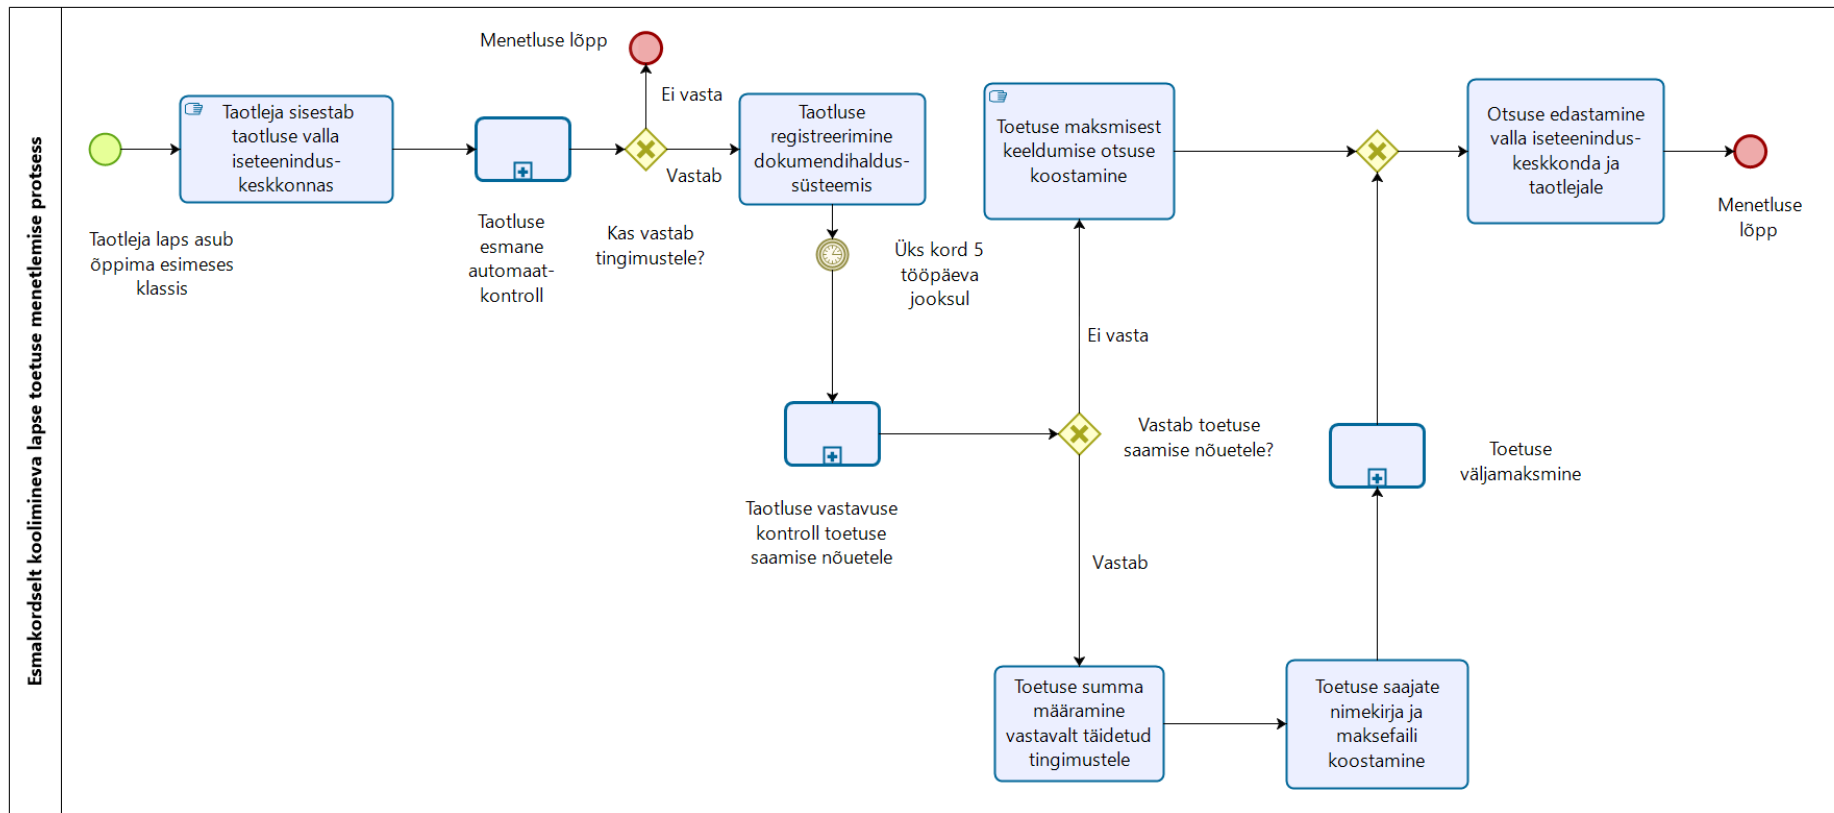 Esmakordselt koolimineva lapse toetuse menetlemise protsess
Taotleja laps asub
õppima esimeses
klassis
Taotleja sisestab
taotluse valla
iseteenindus-
keskkonnas
Taotluse
esmane
automaat-
kontroll
Menetluse lõpp
Ei vasta
Vastab
Kas vastab
tingimustele?
Taotluse
registreerimine
dokumendihaldus-
süsteemis
Üks kord 5
tööpäeva
jooksul
Taotluse vastavuse
kontroll toetuse
saamise nõuetele
Toetuse maksmisest
keeldumise otsuse
koostamine
Ei vasta
Vastab toetuse
saamise nõuetele?
Vastab
Toetuse summa
määramine
vastavalt täidetud
tingimustele
Toetuse saajate
nimekirja ja
maksefaili
koostamine
Toetuse
väljamaksmine
Otsuse edastamine
valla iseteenindus-
keskkonda ja
taotlejale
Menetluse
lõpp